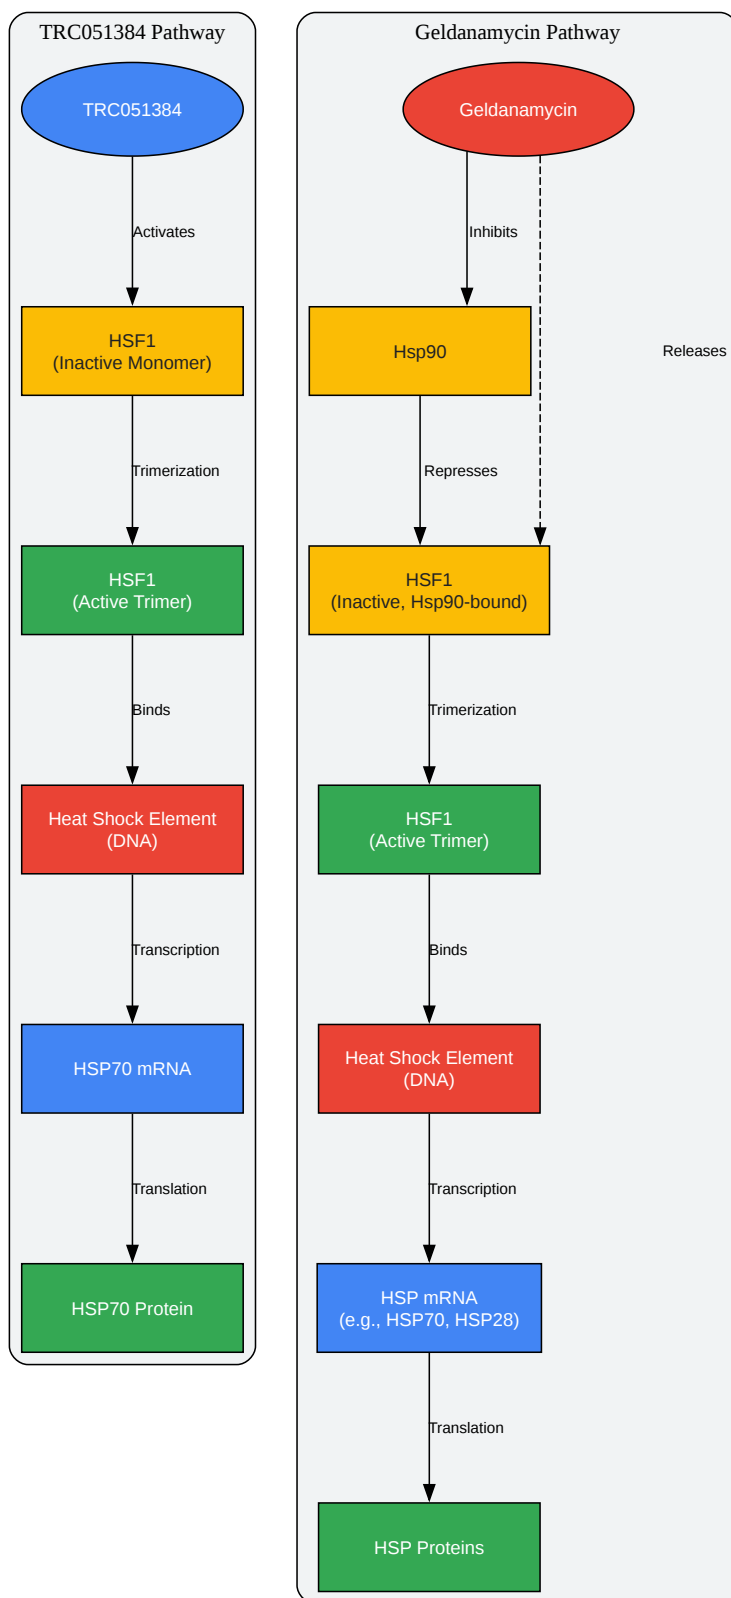 TRC051384 Pathway
TRC051384
Activates
HSF1
(Inactive Monomer)
Trimerization
HSF1
(Active Trimer)
Binds
Heat Shock Element
(DNA)
Transcription
HSP70 mRNA
Translation
HSP70 Protein
Geldanamycin Pathway
Geldanamycin
Inhibits
Hsp90
Releases
Represses
HSF1
(Inactive, Hsp90-bound)
Trimerization
HSF1
(Active Trimer)
Binds
Heat Shock Element
(DNA)
Transcription
HSP mRNA
(e.g., HSP70, HSP28)
Translation
HSP Proteins